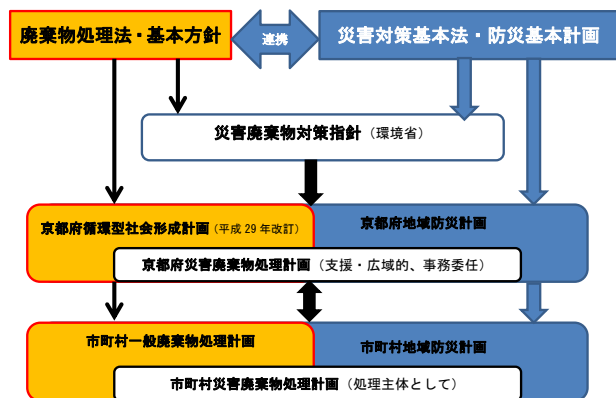 廃棄物処理法・基本方針
連携
災害対策基本法・防災基本計画
災害廃棄物対策指針（環境省）
京都府循環型社会形成計画（平成29年改訂）
京都府地域防災計画
京都府災害廃棄物処理計画（支援・広域的、事務委任）
市町村一般廃棄物処理計画
市町村地域防災計画
市町村災害廃棄物処理計画（処理主体として）